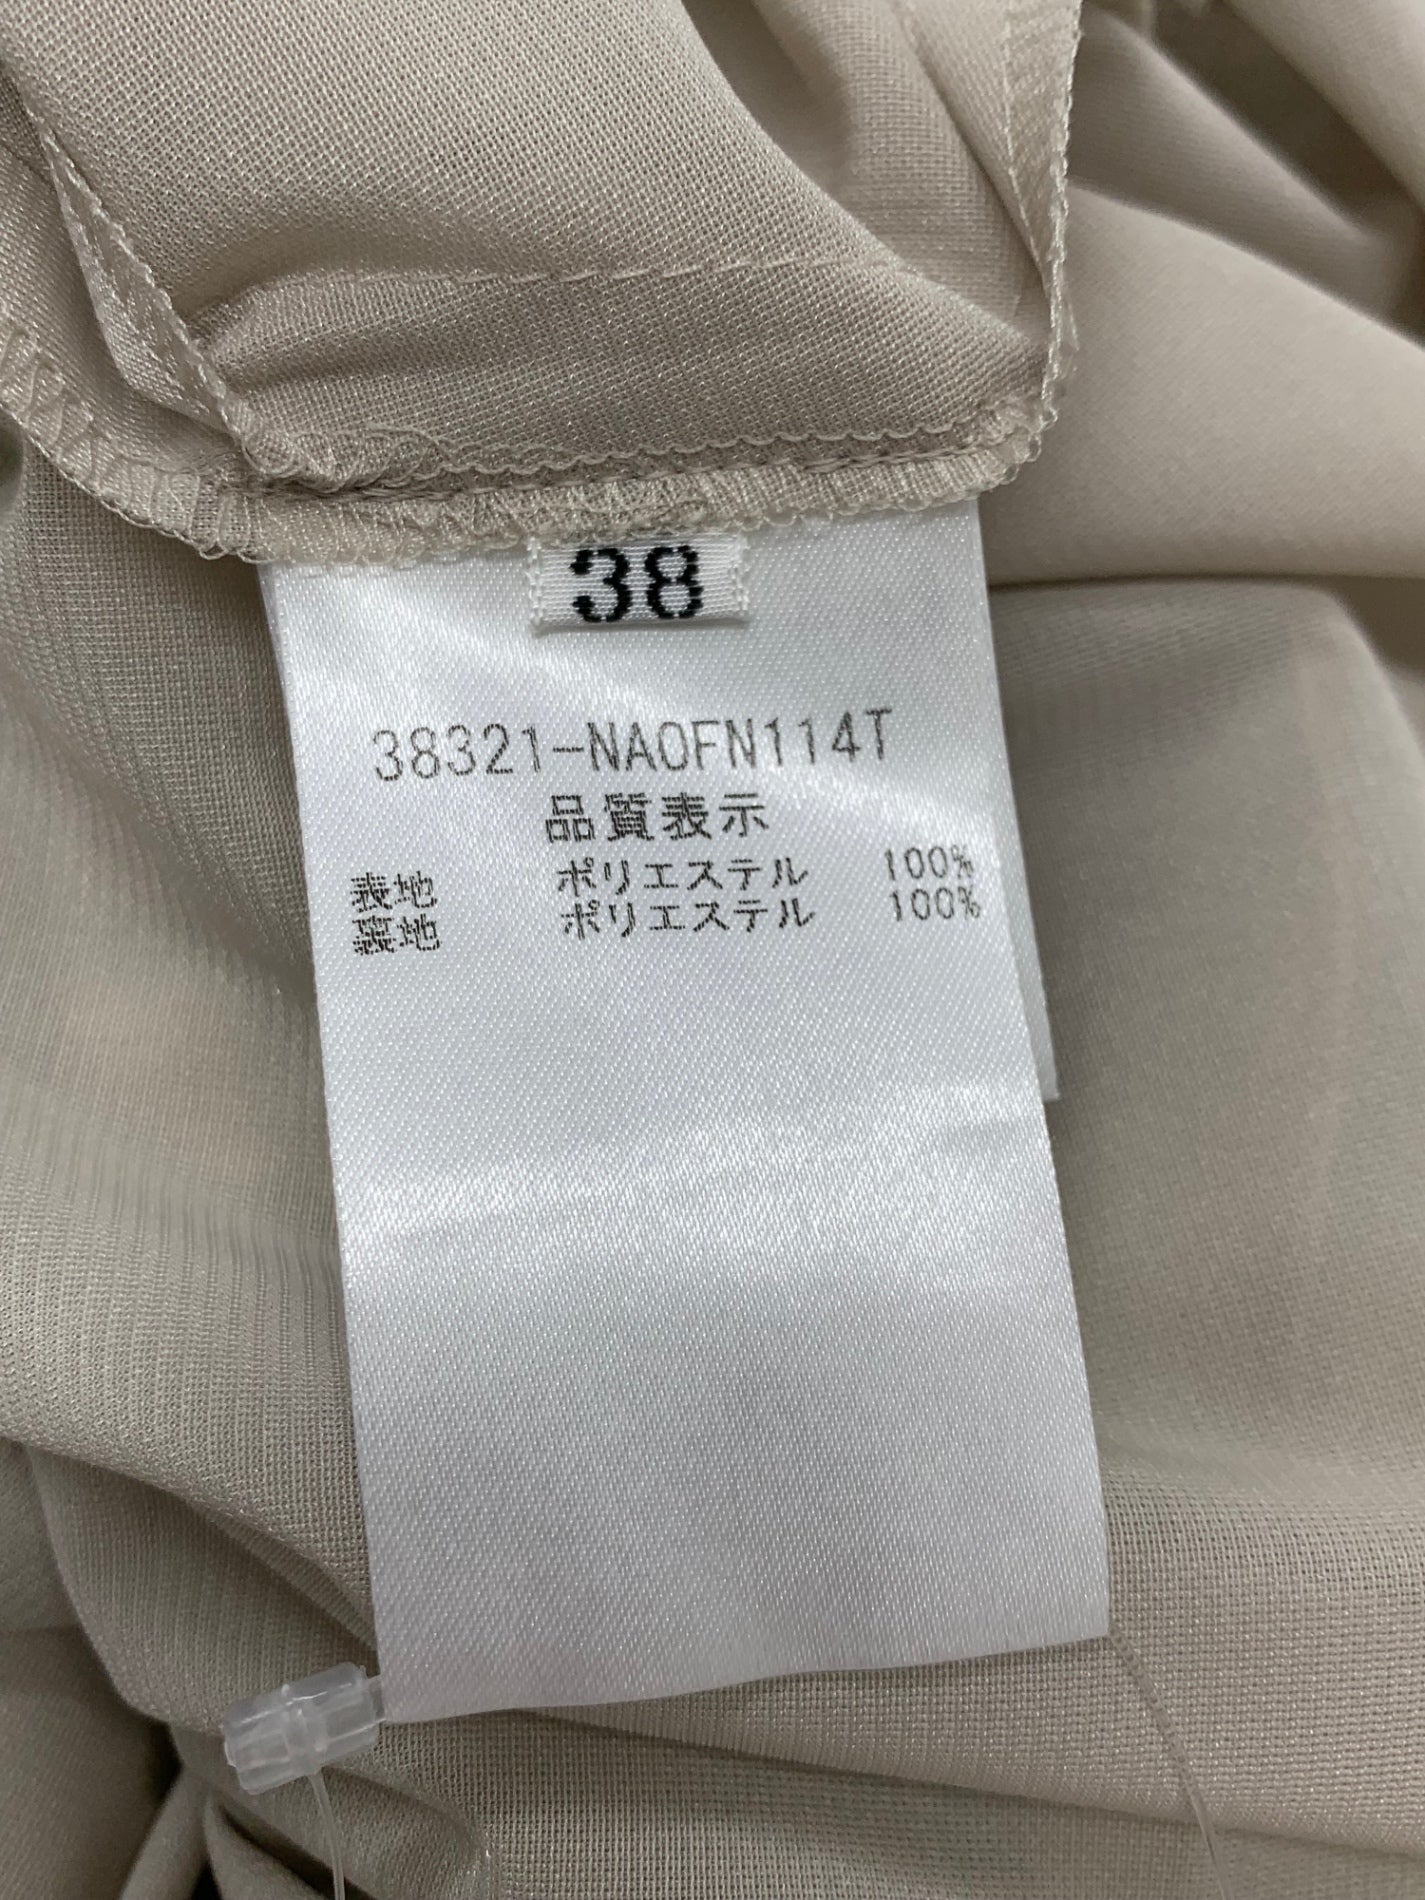 38
38321-NAOFN114T
品質表示
表地 ポリエステル 100%
裏地 ポリエステル 100%